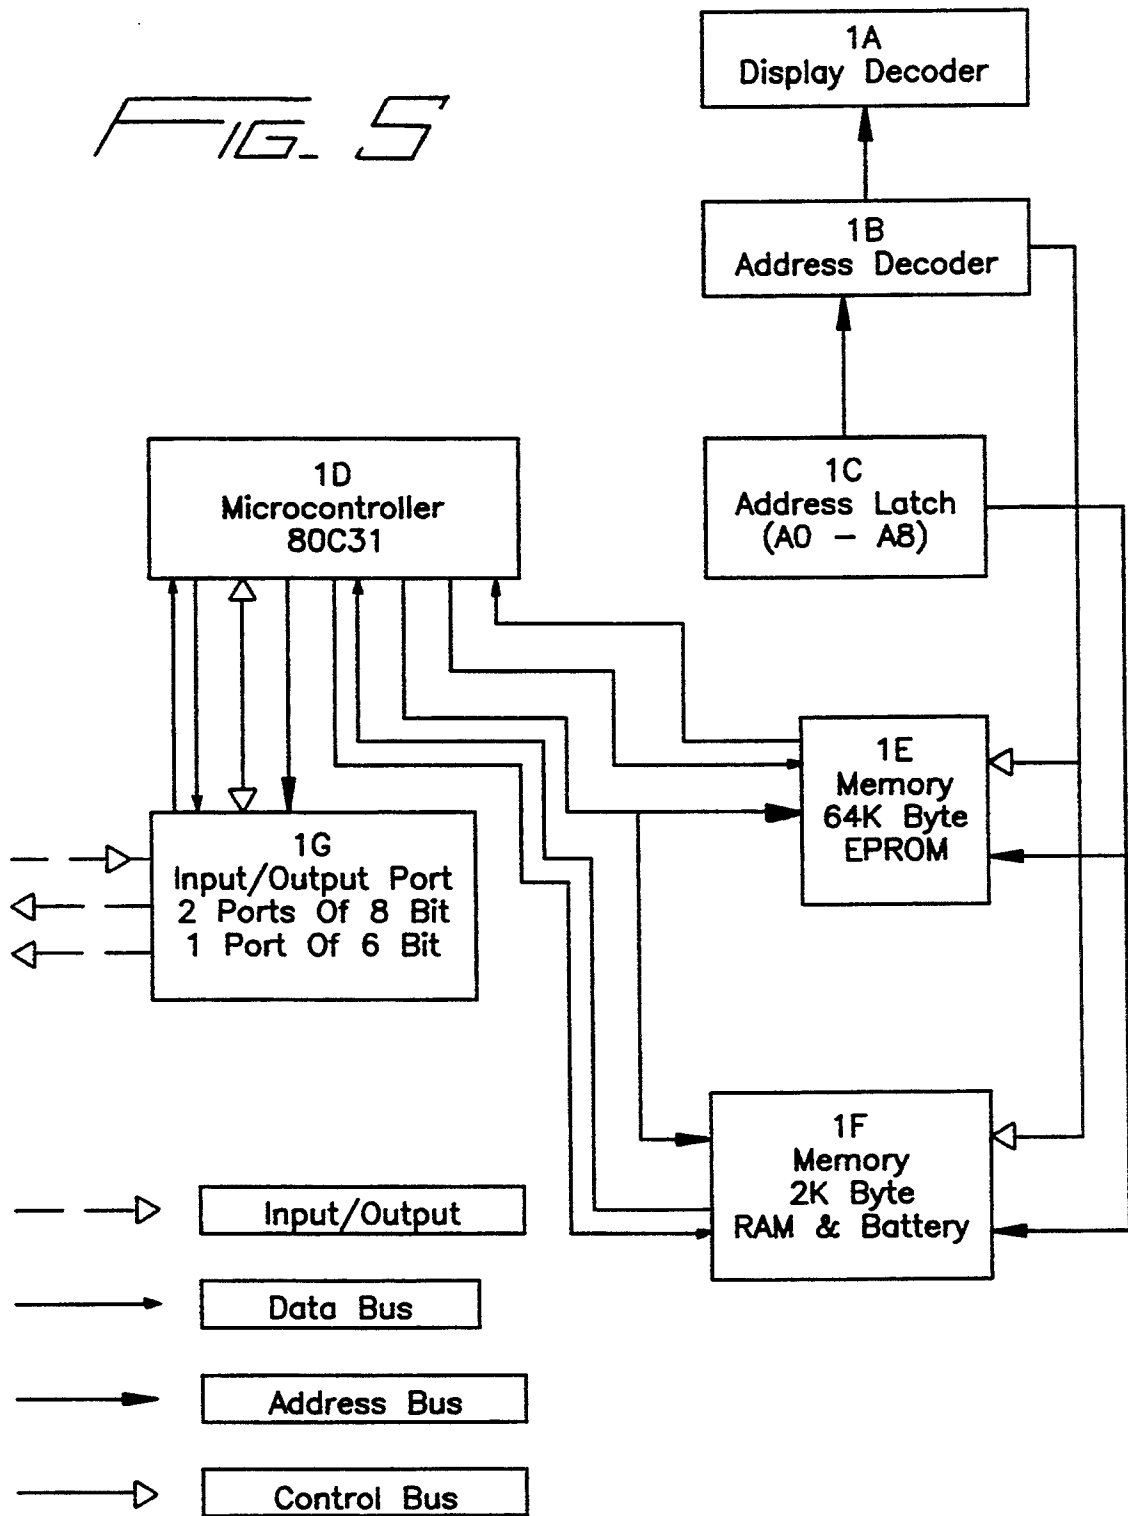 FIG. 5
1A
Display Decoder
1B
Address Decoder
1C
Address Latch
(A0 - A8)
1D
Microcontroller
80C31
1E
Memory
64K Byte
EPROM
1G
Input/Output Port
2 Ports Of 8 Bit
1 Port Of 6 Bit
1F
Memory
2K Byte
RAM & Battery
Input/Output
Data Bus
Address Bus
Control Bus